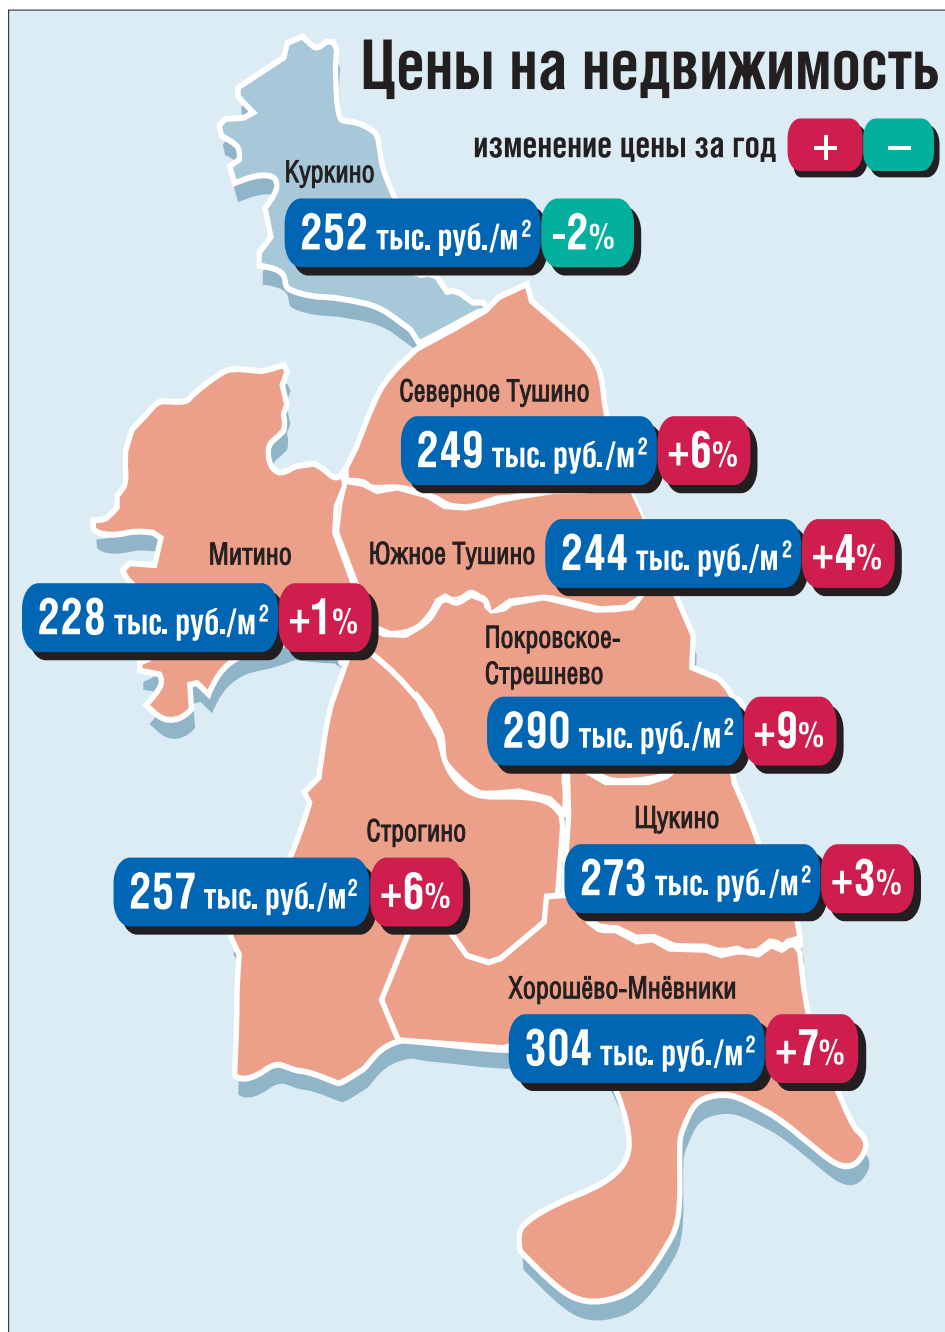 Цены на недвижимость
изменение цены за год + −
Куркино
252 тыс. руб./м² -2%
Северное Тушино
249 тыс. руб./м² +6%
Южное Тушино 244 тыс. руб./м² +4%
Митино
228 тыс. руб./м² +1%
Покровское-
Стрешнево
290 тыс. руб./м² +9%
Щукино
273 тыс. руб./м² +3%
Строгино
257 тыс. руб./м² +6%
Хорошёво-Мнёвники
304 тыс. руб./м² +7%